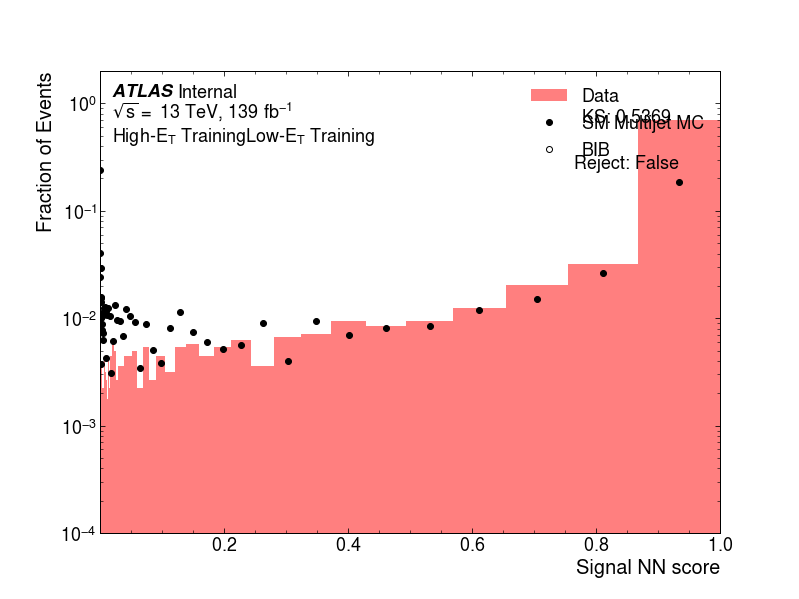 ATLAS Internal
√s = 13 TeV, 139 fb⁻¹
High-E_T TrainingLow-E_T Training
Data
KS: 0.5369
SM Multijet MC
BIB
Reject: False
Fraction of Events
10⁰
10⁻¹
10⁻²
10⁻³
10⁻⁴
0.2 0.4 0.6 0.8 1.0
Signal NN score